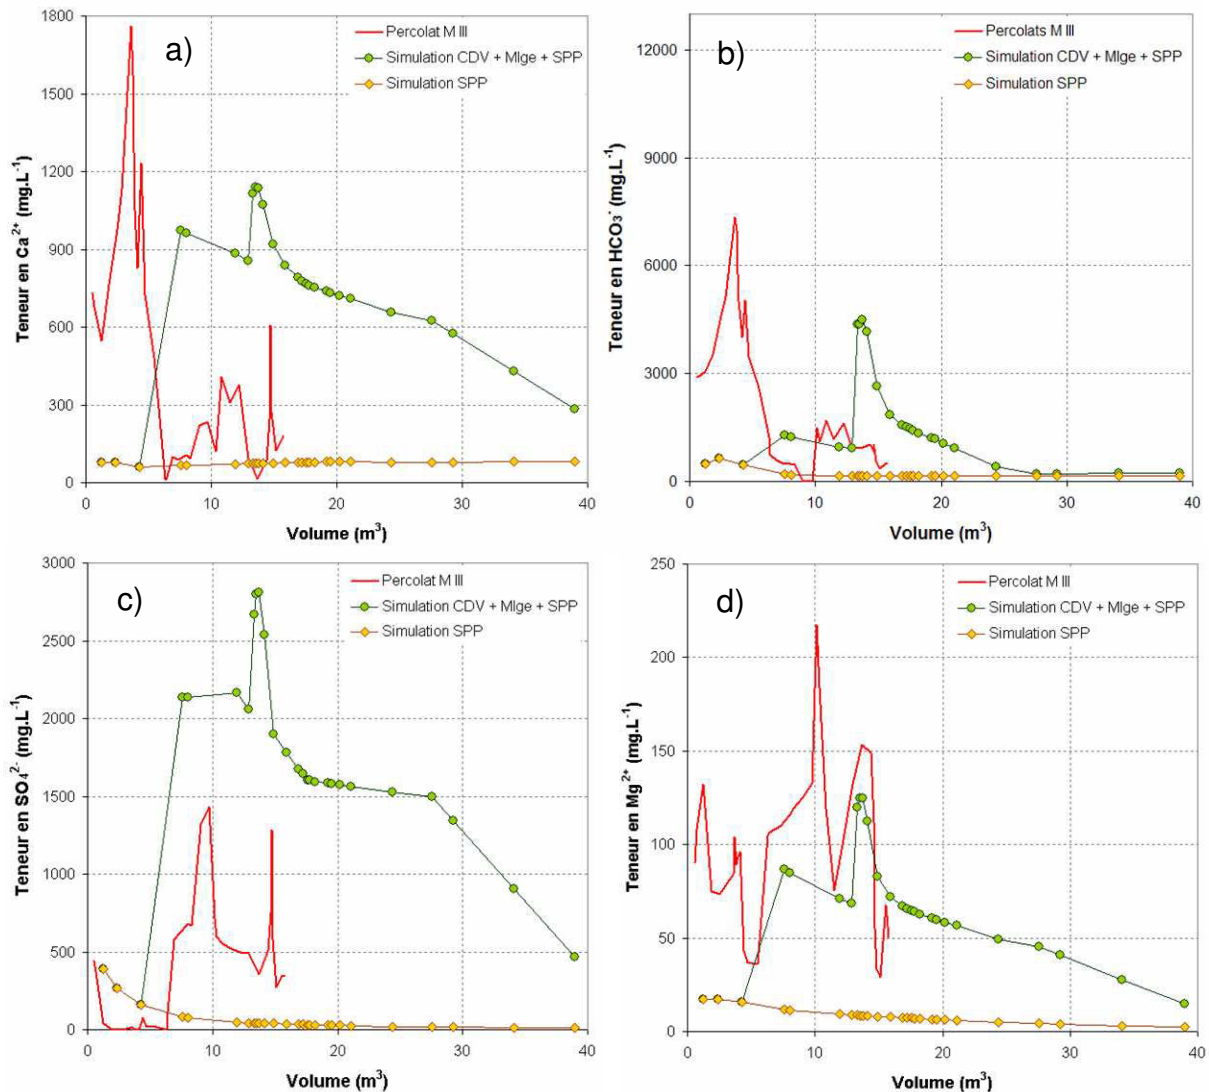 a)
Percolat M III
Simulation CDV + MIge + SPP
Simulation SPP
Teneur en Ca²⁺ (mg.L⁻¹)
1800
1500
1200
900
600
300
0
0 10 20 30 40
Volume (m³)
b)
Percolats M III
Simulation CDV + MIge + SPP
Simulation SPP
Teneur en HCO₃⁻ (mg.L⁻¹)
12000
9000
6000
3000
0
0 10 20 30 40
Volume (m³)
c)
Percolat M III
Simulation CDV + MIge + SPP
Simulation SPP
Teneur en SO₄²⁻ (mg.L⁻¹)
3000
2500
2000
1500
1000
500
0
0 10 20 30 40
Volume (m³)
d)
Percolat M III
Simulation CDV + MIge + SPP
Simulation SPP
Teneur en Mg²⁺ (mg.L⁻¹)
250
200
150
100
50
0
0 10 20 30 40
Volume (m³)